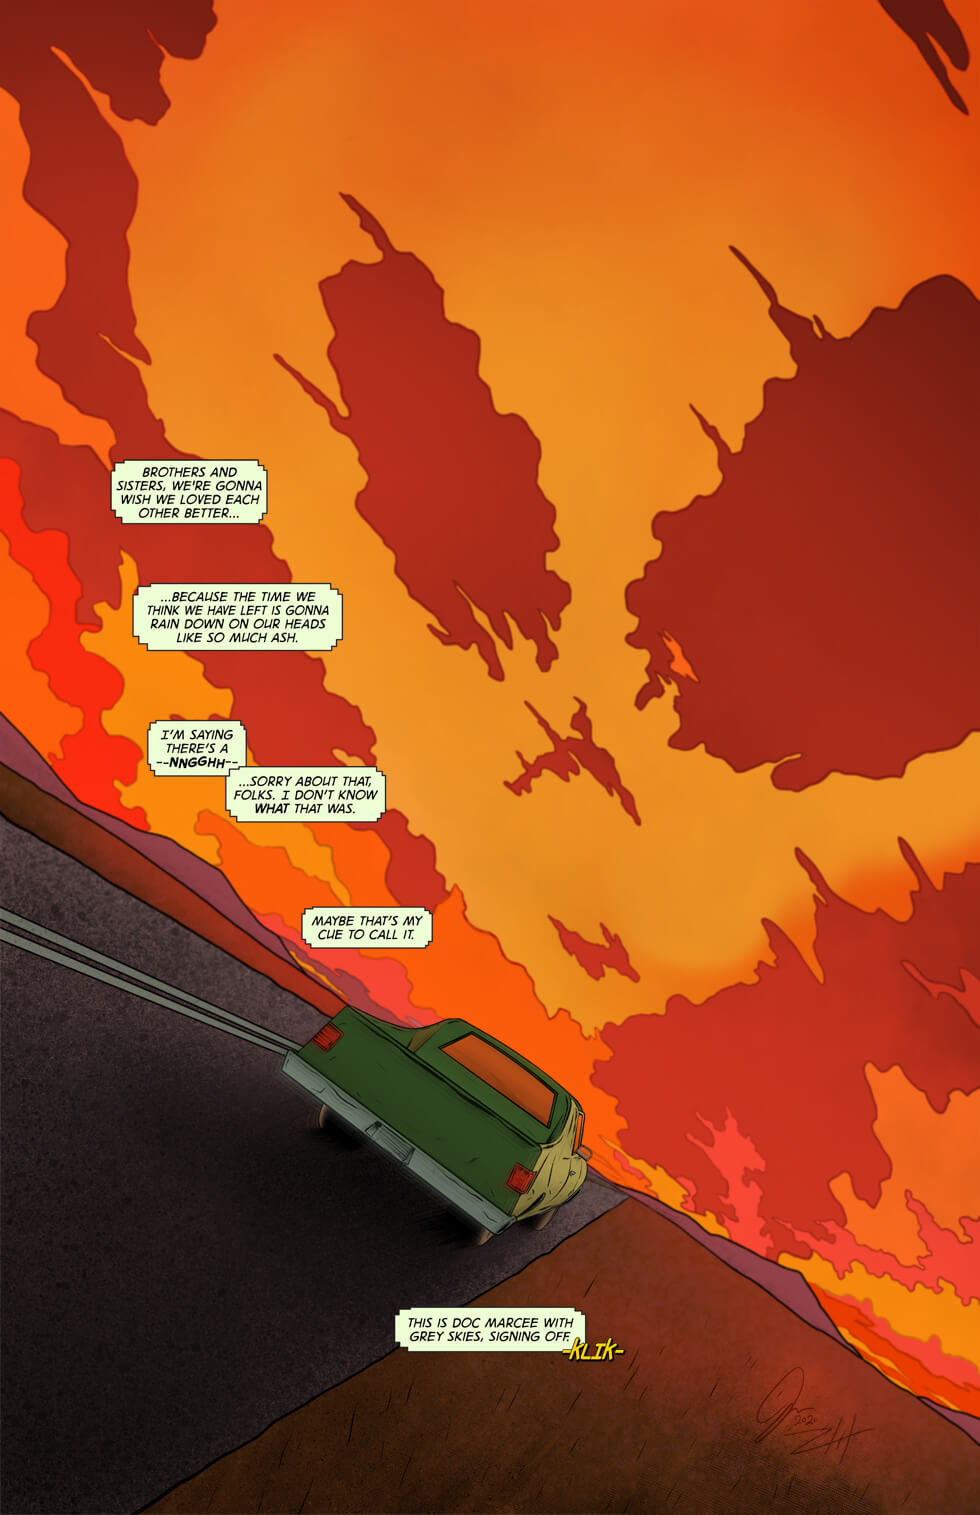 BROTHERS AND
SISTERS, WE'RE GONNA
WISH WE LOVED EACH
OTHER BETTER...
...BECAUSE THE TIME WE
THINK WE HAVE LEFT IS GONNA
RAIN DOWN ON OUR HEADS
LIKE SO MUCH ASH.
I'M SAYING
THERE'S A
--NNGGHH--
...SORRY ABOUT THAT,
FOLKS. I DON'T KNOW
WHAT THAT WAS.
MAYBE THAT'S MY
CUE TO CALL IT.
THIS IS DOC MARCEE WITH
GREY SKIES, SIGNING OFF.
-KLIK-
2020